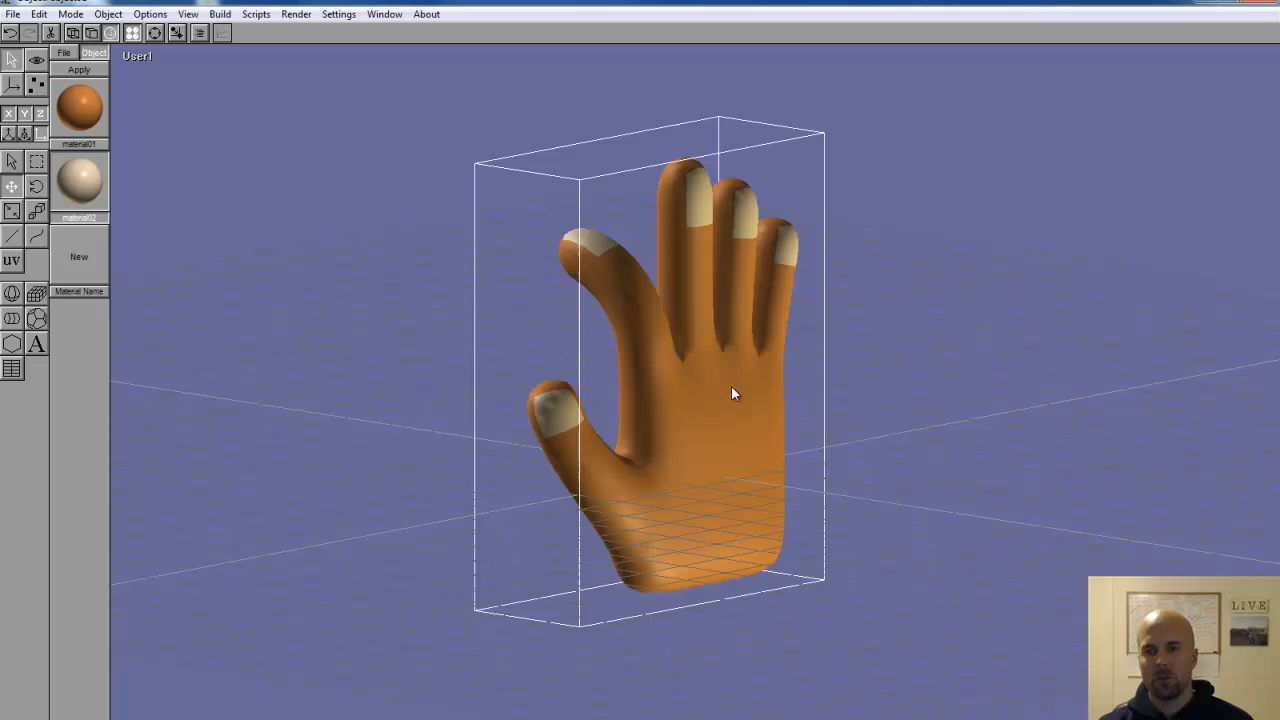 File Edit Mode Object Options View Build Scripts Render Settings Window About
File Object
User1
Apply
X Y Z
material01
material02
uv
New
Material Name
A
LIVE